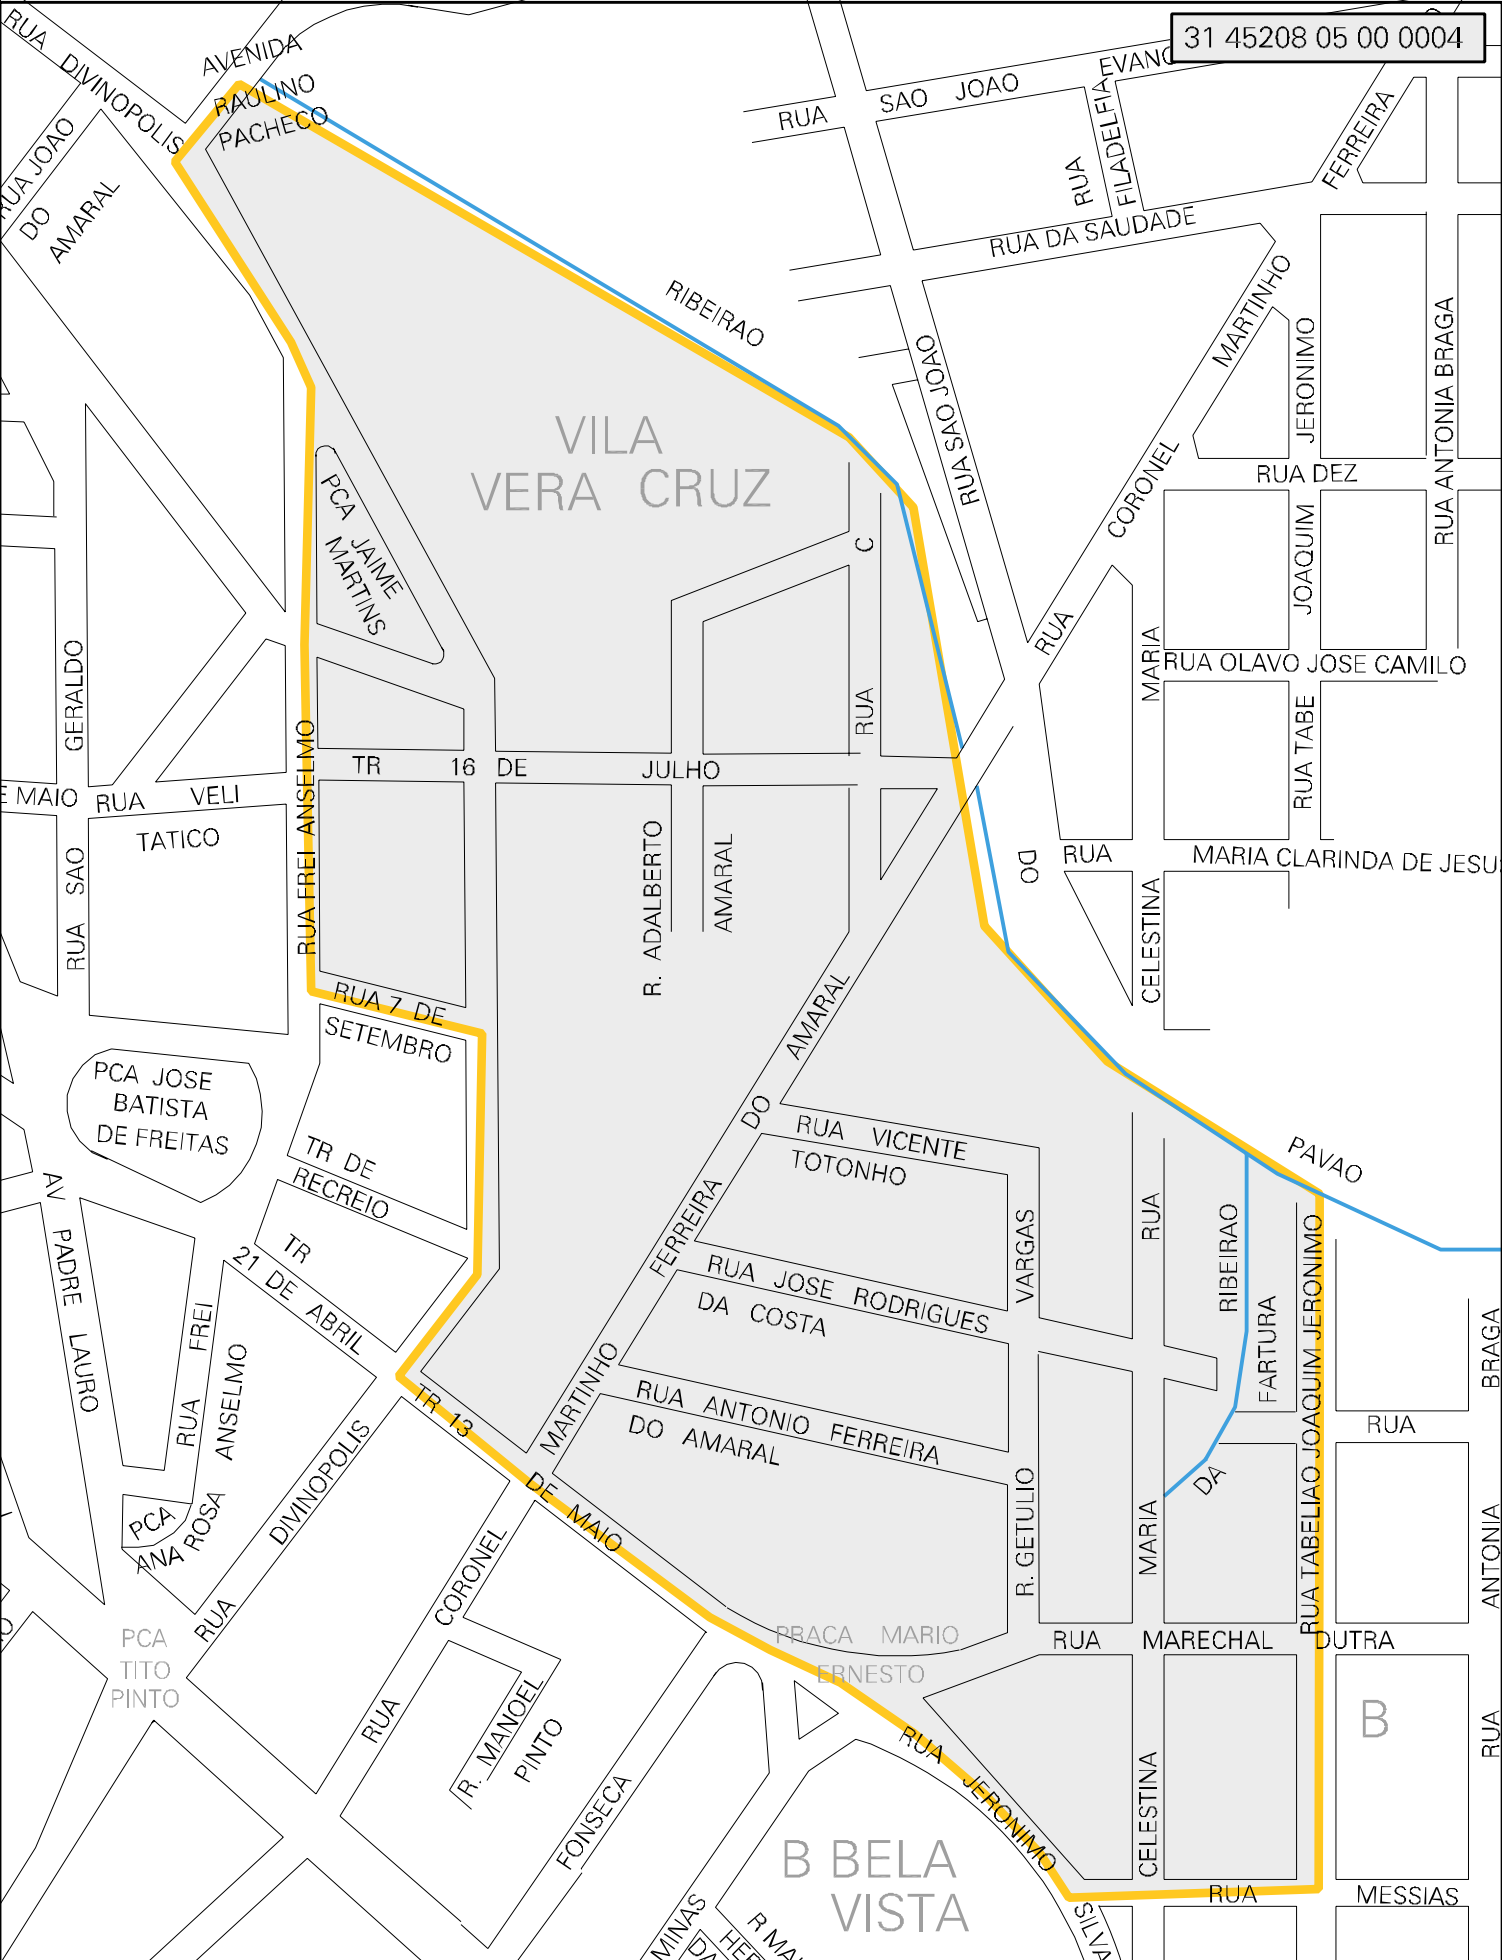 31 45208 05 00 0004
RUA DIVINOPOLIS
AVENIDA
RAULINO
PACHECO
RUA JOAO
DO
AMARAL
RUA SAO JOAO
EVANG
RUA
FILADELFIA
FERREIRA
RUA DA SAUDADE
RIBEIRAO
MARTINHO
RUA SAO JOAO
JERONIMO
RUA ANTONIA BRAGA
VILA
VERA CRUZ
CORONEL
RUA DEZ
PCA JAIME
MARTINS
C
JOAQUIM
RUA
MARIA
RUA OLAVO JOSE CAMILO
GERALDO
RUA
RUA TABE
RUA FREI ANSELMO
TR 16 DE JULHO
E MAIO
RUA VELI
TATICO
RUA SAO
R. ADALBERTO
AMARAL
DO
RUA MARIA CLARINDA DE JESU
CELESTINA
RUA 7 DE
SETEMBRO
AMARAL
PCA JOSE
BATISTA
DE FREITAS
DO
RUA VICENTE
TOTONHO
PAVAO
TR DE
RECREIO
AV PADRE LAURO
FERREIRA
VARGAS
RUA
RIBEIRAO
FARTURA
RUA TABELIAO JOAQUIM JERONIMO
TR
21 DE ABRIL
RUA JOSE RODRIGUES
DA COSTA
RUA FREI
ANSELMO
MARTINHO
BRAGA
TR 13
DE MAIO
RUA ANTONIO FERREIRA
DO AMARAL
RUA
DA
R. GETULIO
MARIA
ANTONIA
PCA
ANA ROSA
DIVINOPOLIS
RUA
CORONEL
PCA
TITO
PINTO
PRACA MARIO
ERNESTO
RUA MARECHAL DUTRA
RUA
R. MANOEL
PINTO
RUA JERONIMO
B
RUA
CELESTINA
FONSECA
B BELA
VISTA
RUA MESSIAS
SILVA
MINAS
R MA
HER
DA